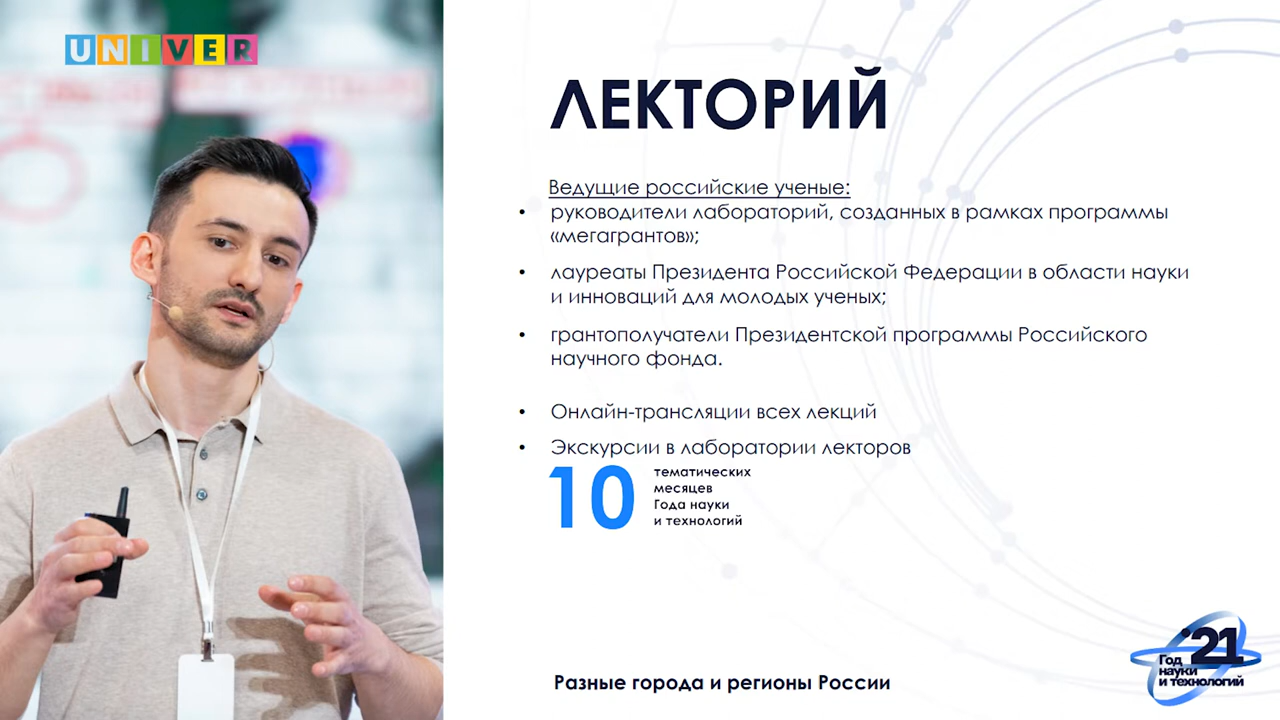 UNIVER
ЛЕКТОРИЙ
Ведущие российские ученые:
• руководители лабораторий, созданных в рамках программы
«мегагрантов»;
• лауреаты Президента Российской Федерации в области науки
и инноваций для молодых ученых;
• грантополучатели Президентской программы Российского
научного фонда.
• Онлайн-трансляции всех лекций
• Экскурсии в лаборатории лекторов
10
тематических
месяцев
Года науки
и технологий
Разные города и регионы России
'21
Год
науки
и технологий